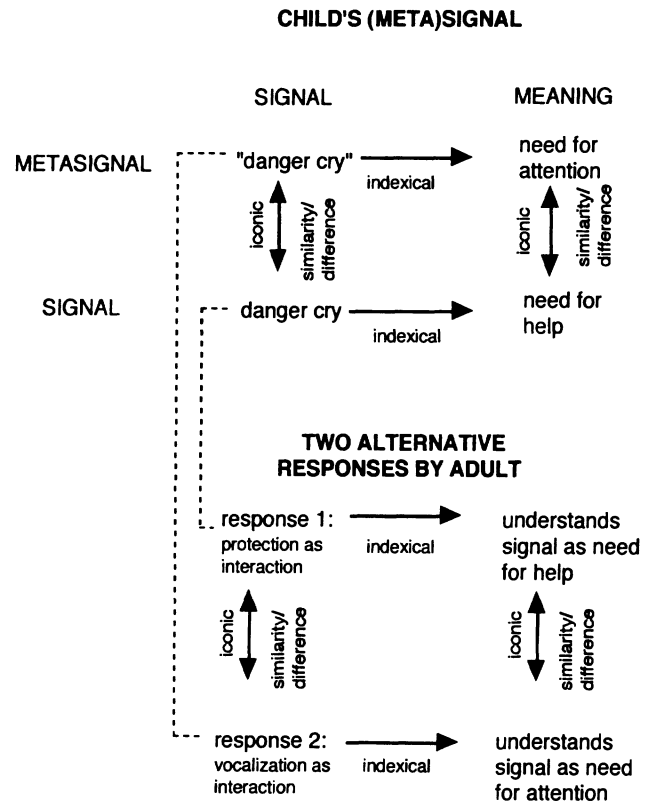 CHILD'S (META)SIGNAL
SIGNAL MEANING
METASIGNAL "danger cry" indexical need for
attention
iconic similarity/
difference iconic similarity/
difference
SIGNAL danger cry indexical need for
help
TWO ALTERNATIVE
RESPONSES BY ADULT
response 1: indexical understands
protection as signal as need
interaction for help
iconic similarity/
difference iconic similarity/
difference
response 2: indexical understands
vocalization as signal as need
interaction for attention